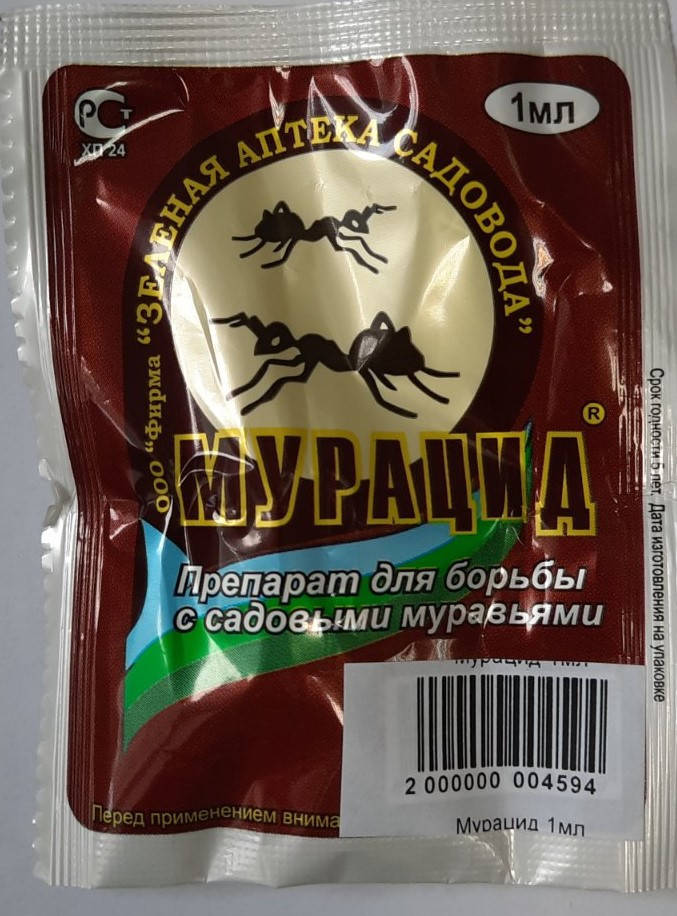 РСТ
ХП 24
1мл
ООО "Фирма "ЗЕЛЕНАЯ АПТЕКА САДОВОДА"
МУРАЦИД®
Препарат для борьбы
с садовыми муравьями
Срок годности 5 лет. Дата изготовления на упаковке
Мурацид 1мл
2 000000 004594
Мурацид 1мл
Перед применением